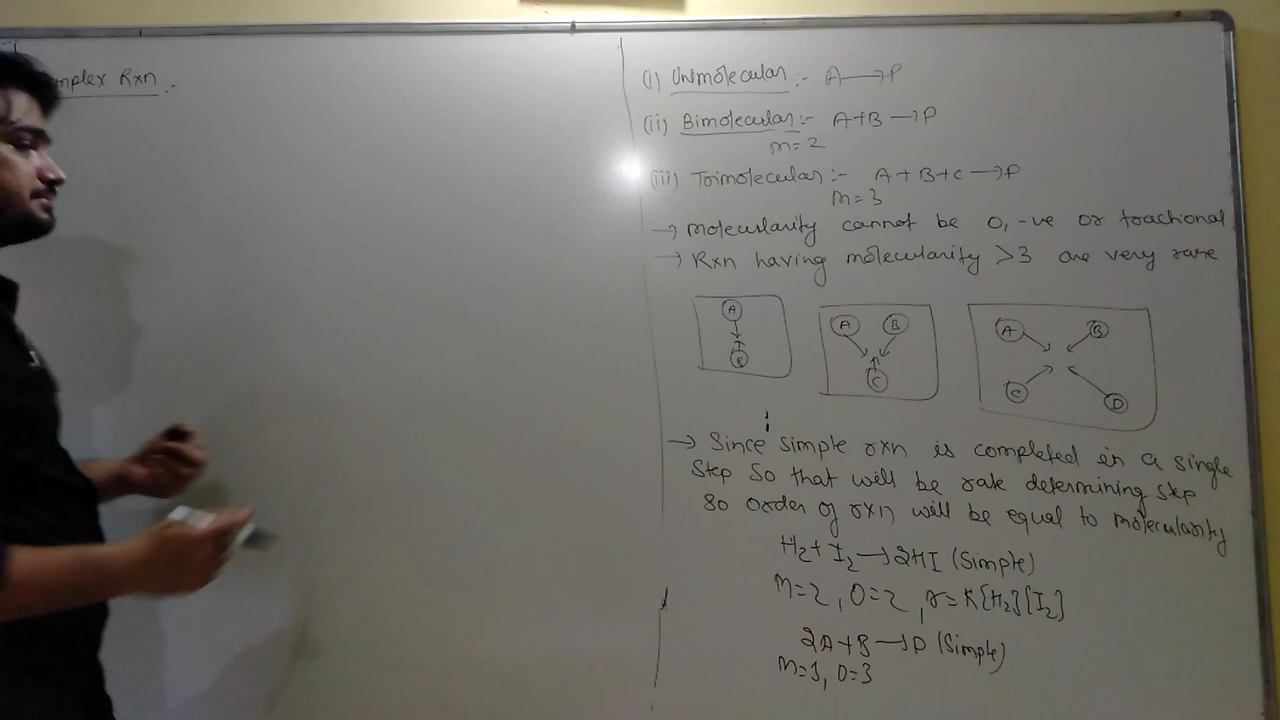 mplex Rxn :-
(i) Unimolecular :- A → P
(ii) Bimolecular :- A+B → P
m=2
(iii) Trimolecular :- A+B+C → P
m=3
→ Molecularity cannot be 0, -ve or fractional
→ Rxn having molecularity >3 are very rare
A
B
A B
C
A B
C D
→ Since simple rxn is completed in a single
step so that will be rate determining step
so order of rxn will be equal to molecularity
H₂+I₂ → 2HI (Simple)
m=2, O=2, r=K[H₂][I₂]
2A+B → P (Simple)
m=3, O=3